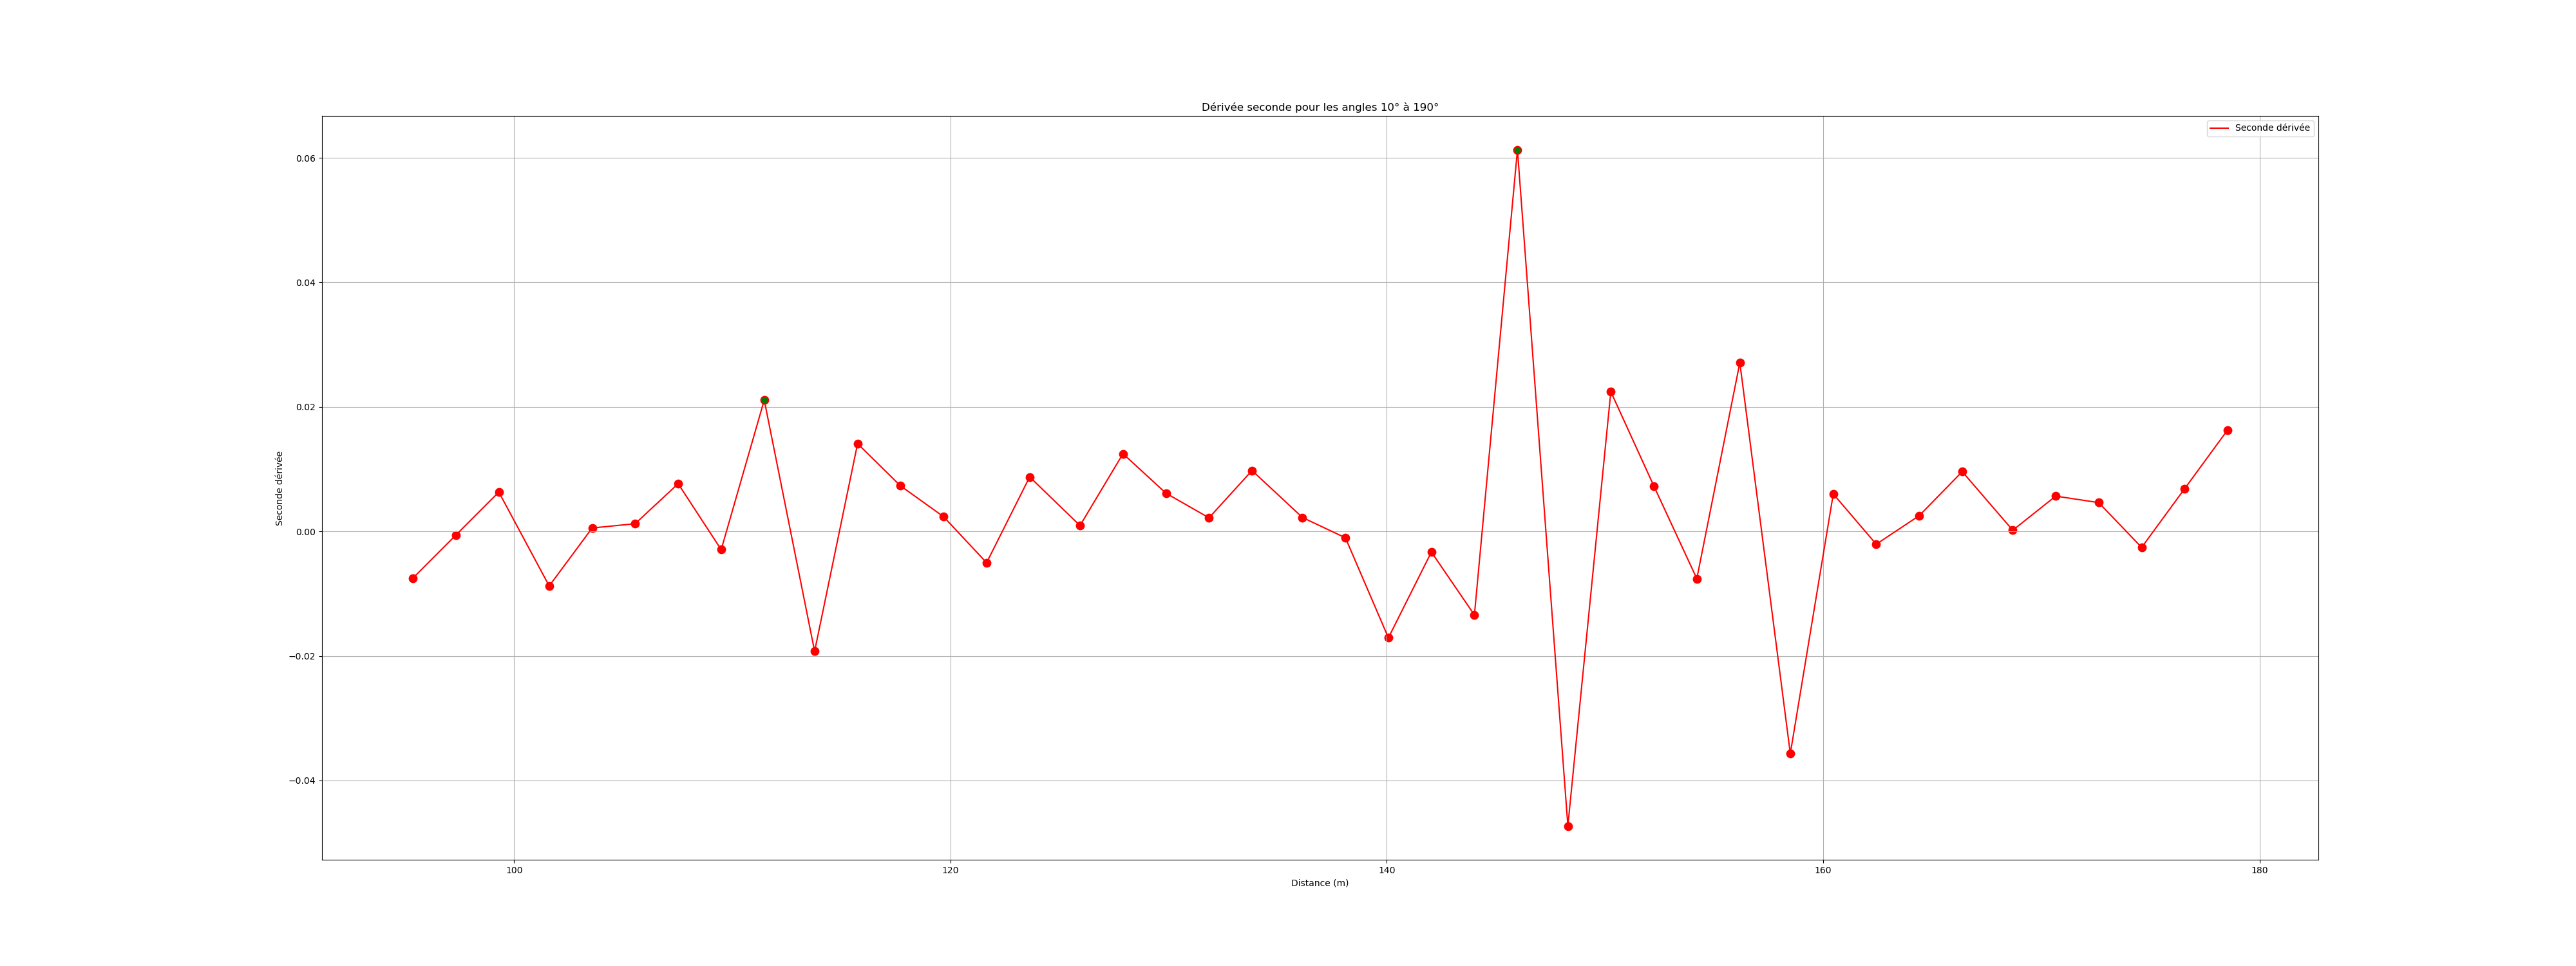 Dérivée seconde pour les angles 10° à 190°
Seconde dérivée
0.06
0.04
0.02
0.00
−0.02
−0.04
Seconde dérivée
100
120
140
160
180
Distance (m)